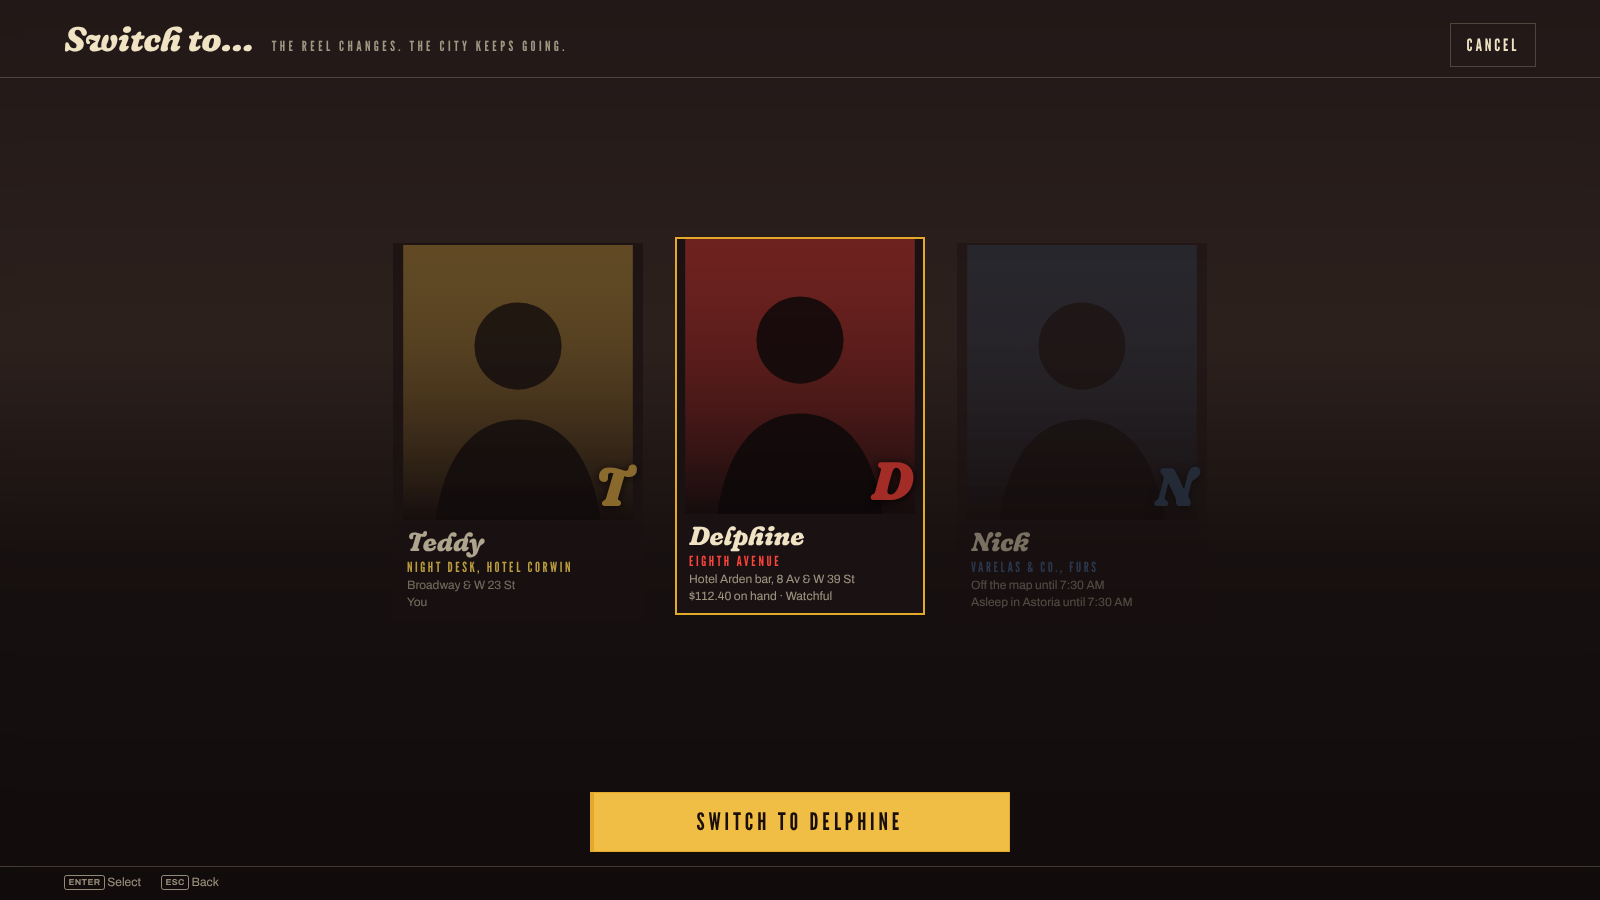 Switch to...
THE REEL CHANGES. THE CITY KEEPS GOING.
CANCEL
T
Teddy
NIGHT DESK, HOTEL CORWIN
Broadway & W 23 St
You
D
Delphine
EIGHTH AVENUE
Hotel Arden bar, 8 Av & W 39 St
$112.40 on hand · Watchful
N
Nick
VARELAS & CO., FURS
Off the map until 7:30 AM
Asleep in Astoria until 7:30 AM
SWITCH TO DELPHINE
ENTER Select ESC Back